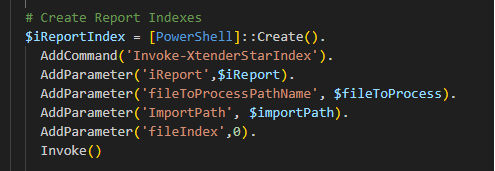 # Create Report Indexes
$iReportIndex = [PowerShell]::Create().
AddCommand('Invoke-XtenderStarIndex').
AddParameter('iReport',$iReport).
AddParameter('fileToProcessPathName', $fileToProcess).
AddParameter('ImportPath', $importPath).
AddParameter('fileIndex',0).
Invoke()